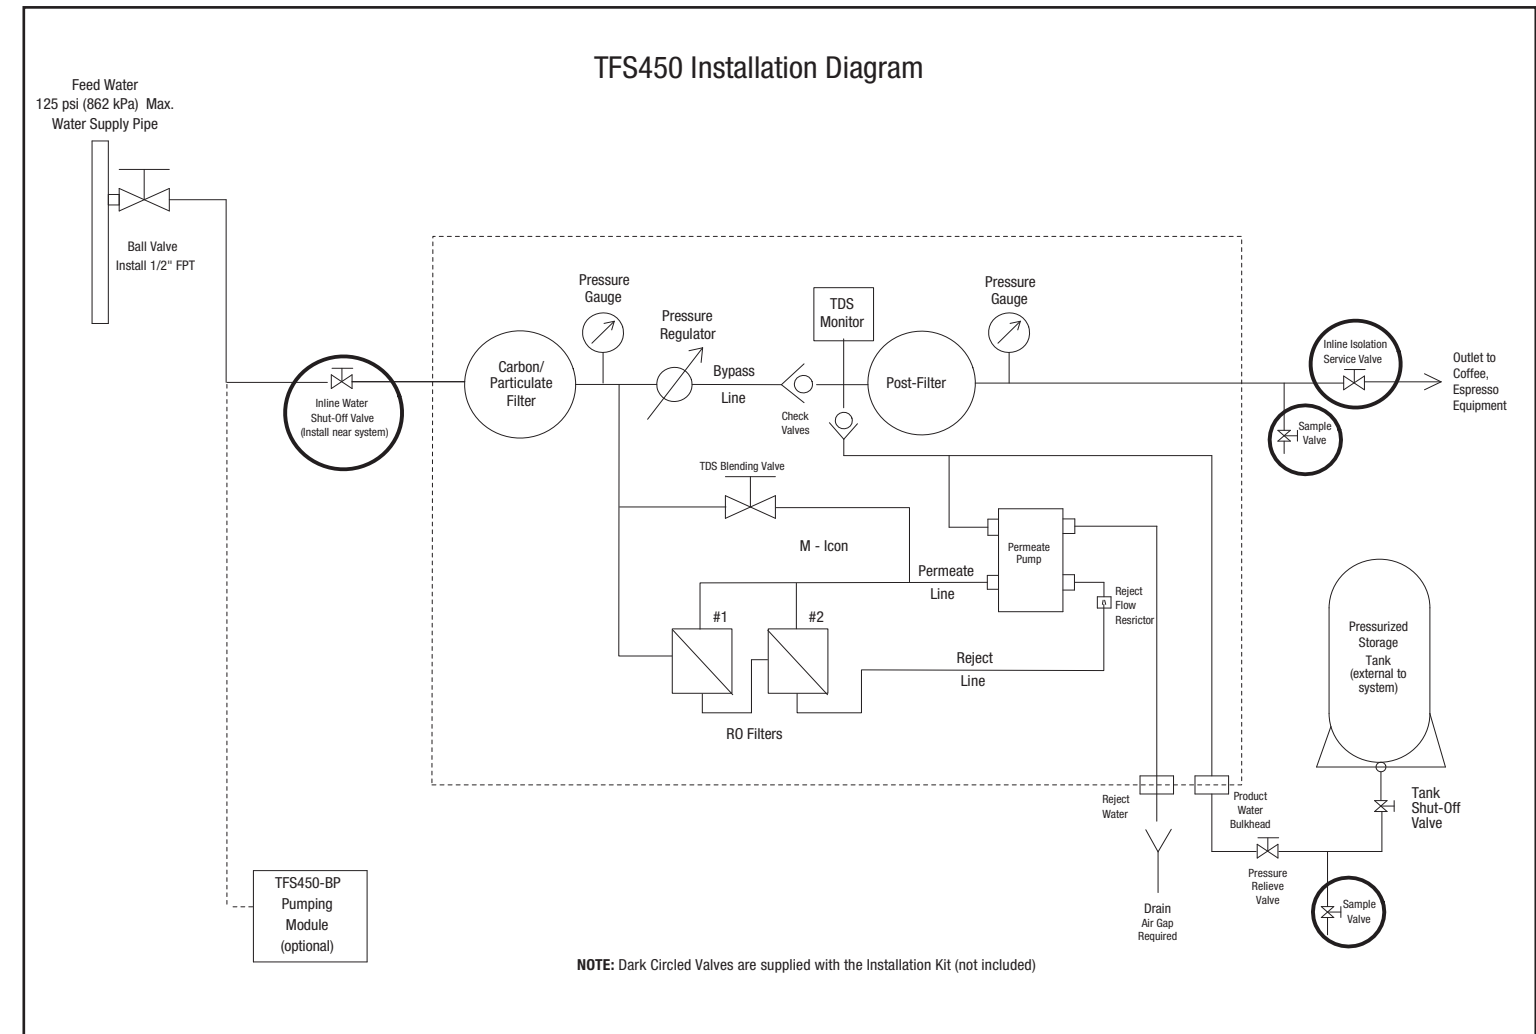 TFS450 Installation Diagram
Feed Water
125 psi (862 kPa)  Max.
Water Supply Pipe
Ball Valve
Install 1/2" FPT
Inline Water
Shut-Off Valve
(Install near system)
Carbon/
Particulate
Filter
Pressure
Gauge
Pressure
Regulator
Bypass
Line
Check
Valves
TDS
Monitor
Post-Filter
Pressure
Gauge
Inline Isolation
Service Valve
Outlet to
Coffee,
Espresso
Equipment
Sample
Valve
TDS Blending Valve
M - Icon
Permeate
Line
Permeate
Pump
Reject
Flow
Resrictor
#1
#2
Reject
Line
RO Filters
Pressurized
Storage
Tank
(external to
system)
Tank
Shut-Off
Valve
Reject
Water
Product
Water
Bulkhead
Pressure
Relieve
Valve
Sample
Valve
Drain
Air Gap
Required
TFS450-BP
Pumping
Module
(optional)
NOTE: Dark Circled Valves are supplied with the Installation Kit (not included)